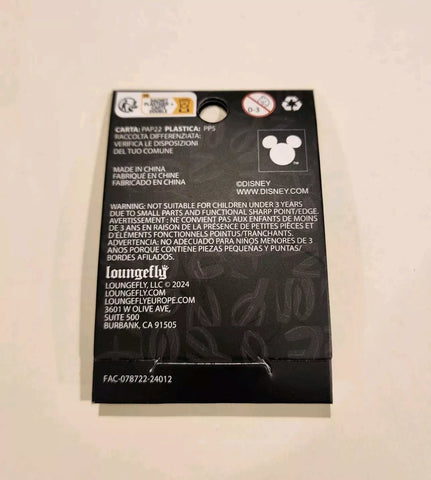 0-3
CARTA: PAP22 PLASTICA: PP5
RACCOLTA DIFFERENZIATA:
VERIFICA LE DISPOSIZIONI
DEL TUO COMUNE
MADE IN CHINA
FABRIQUÉ EN CHINE
FABRICADO EN CHINA
©DISNEY
WWW.DISNEY.COM
WARNING: NOT SUITABLE FOR CHILDREN UNDER 3 YEARS
DUE TO SMALL PARTS AND FUNCTIONAL SHARP POINT/EDGE.
AVERTISSEMENT : NE CONVIENT PAS AUX ENFANTS DE MOINS
DE 3 ANS EN RAISON DE LA PRÉSENCE DE PETITES PIÈCES ET
D'ÉLÉMENTS FONCTIONNELS POINTUS/TRANCHANTS.
ADVERTENCIA: NO ADECUADO PARA NIÑOS MENORES DE 3
AÑOS PORQUE CONTIENE PIEZAS PEQUEÑAS Y PUNTAS/
BORDES AFILADOS.
loungefly
LOUNGEFLY, LLC © 2024
LOUNGEFLY.COM
LOUNGEFLYEUROPE.COM
3601 W OLIVE AVE,
SUITE 500
BURBANK, CA 91505
FAC-078722-24012